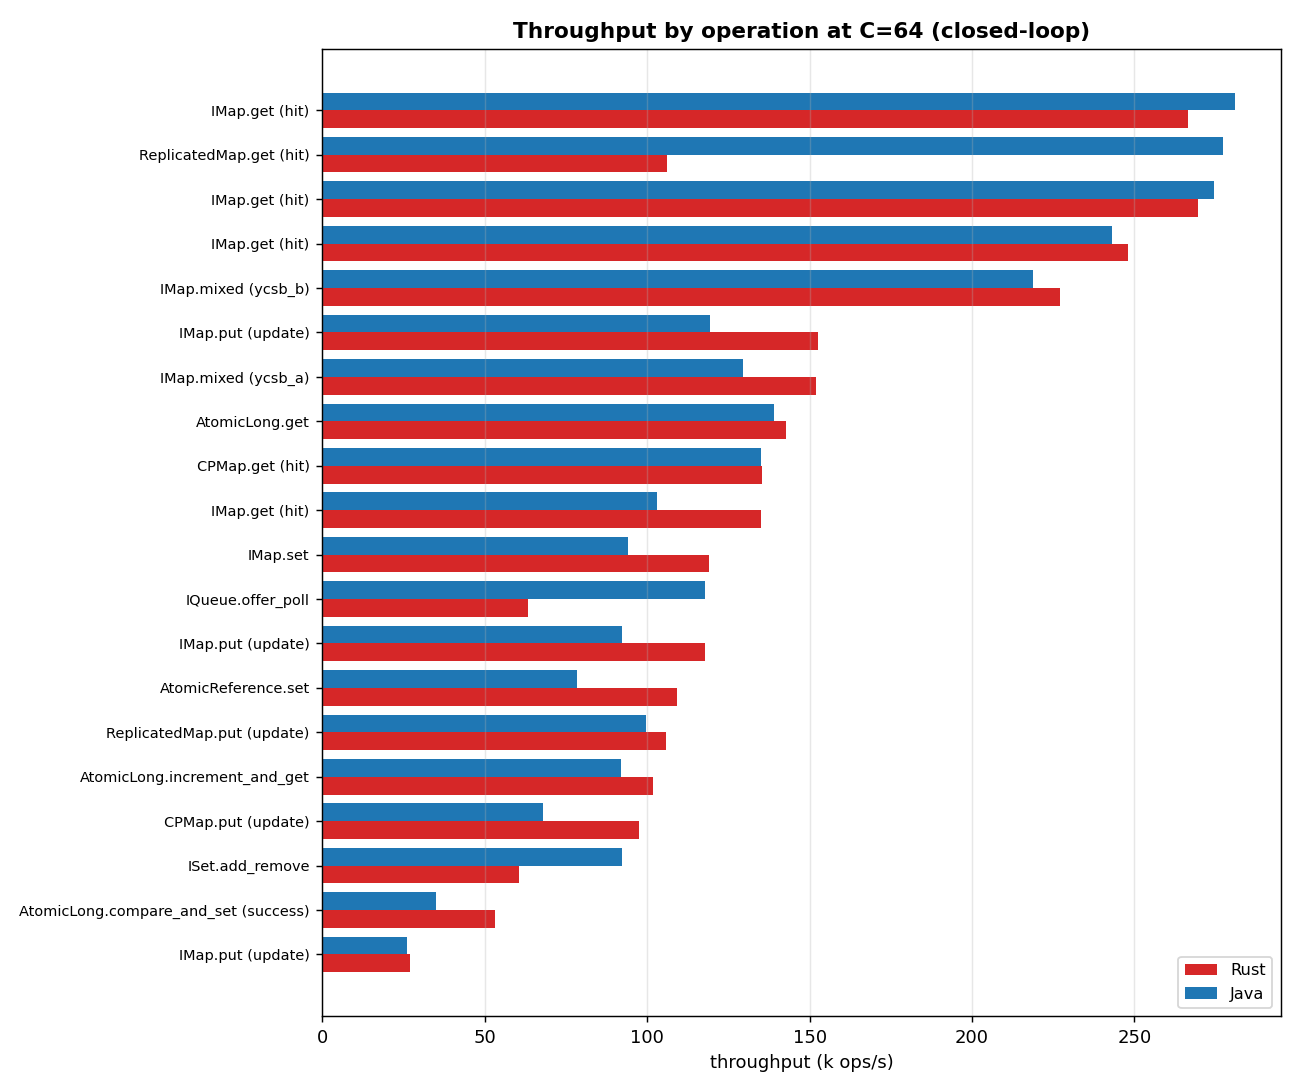 Throughput by operation at C=64 (closed-loop)
IMap.get (hit)
ReplicatedMap.get (hit)
IMap.get (hit)
IMap.get (hit)
IMap.mixed (ycsb_b)
IMap.put (update)
IMap.mixed (ycsb_a)
AtomicLong.get
CPMap.get (hit)
IMap.get (hit)
IMap.set
IQueue.offer_poll
IMap.put (update)
AtomicReference.set
ReplicatedMap.put (update)
AtomicLong.increment_and_get
CPMap.put (update)
ISet.add_remove
AtomicLong.compare_and_set (success)
IMap.put (update)
Rust
Java
0 50 100 150 200 250
throughput (k ops/s)